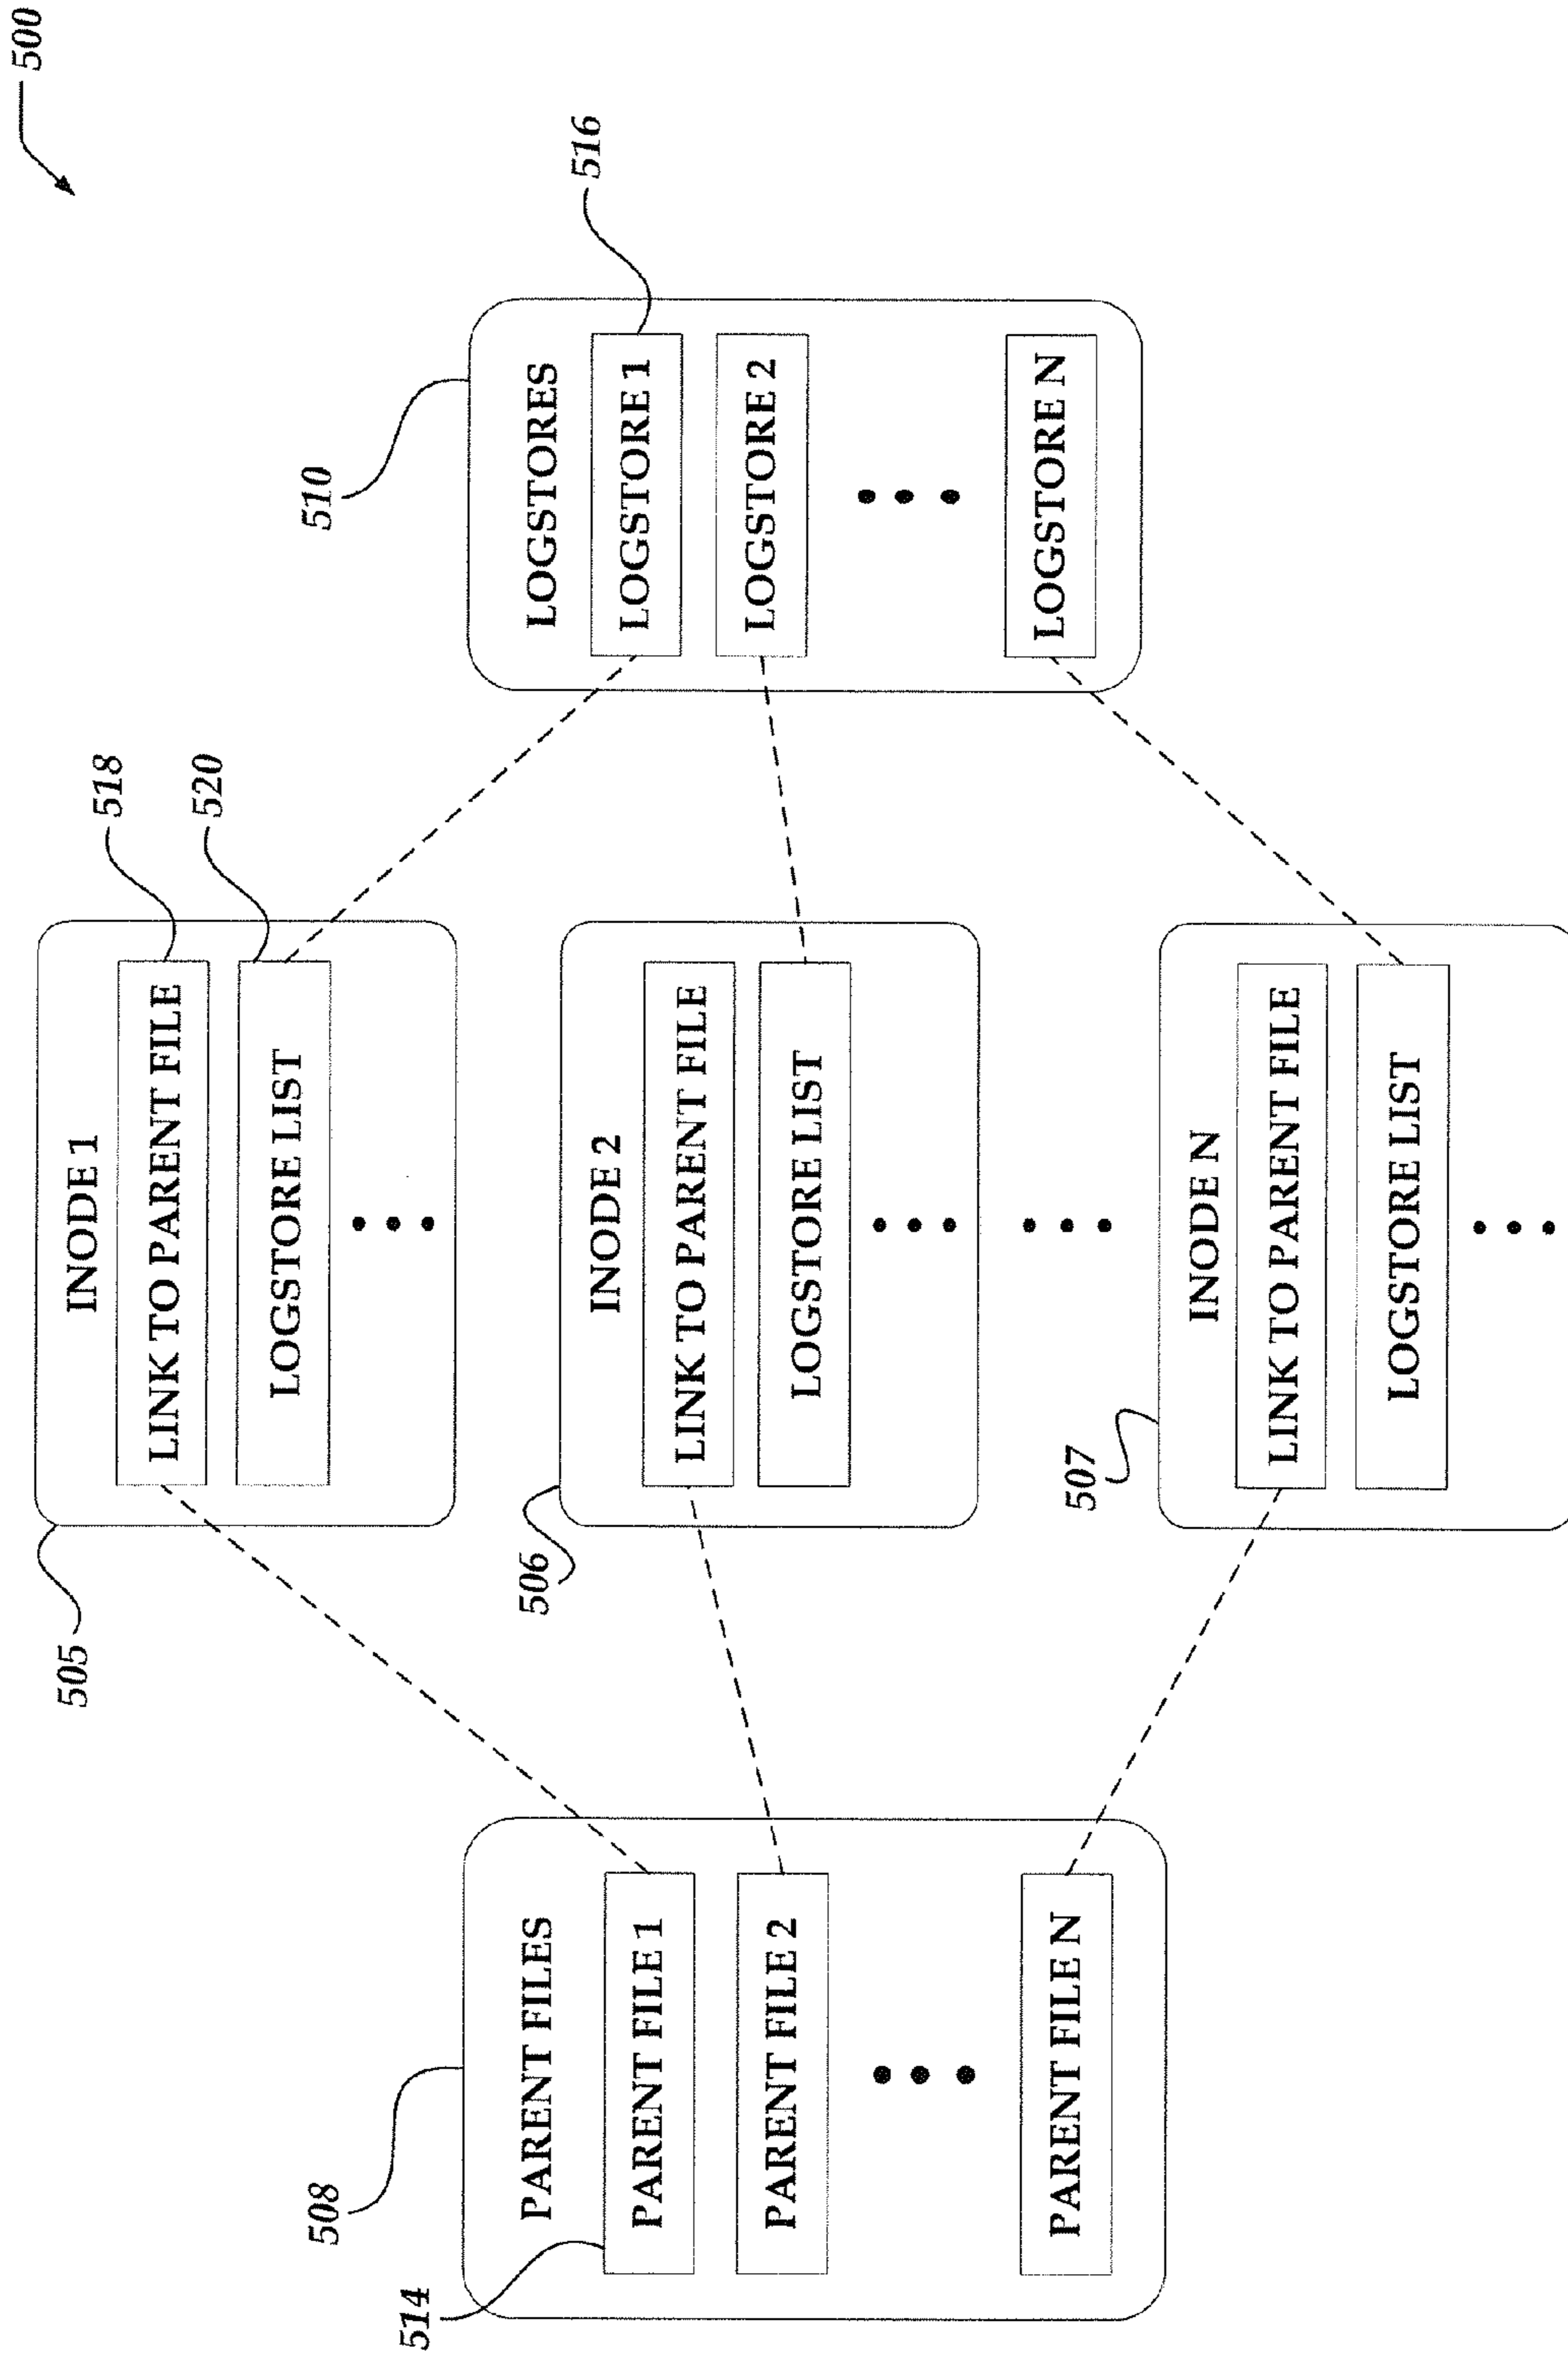 500
505
INODE 1
LINK TO PARENT FILE
518
LOGSTORE LIST
520
508
PARENT FILES
514
PARENT FILE 1
PARENT FILE 2
PARENT FILE N
506
INODE 2
LINK TO PARENT FILE
LOGSTORE LIST
510
LOGSTORES
LOGSTORE 1
516
LOGSTORE 2
LOGSTORE N
507
INODE N
LINK TO PARENT FILE
LOGSTORE LIST